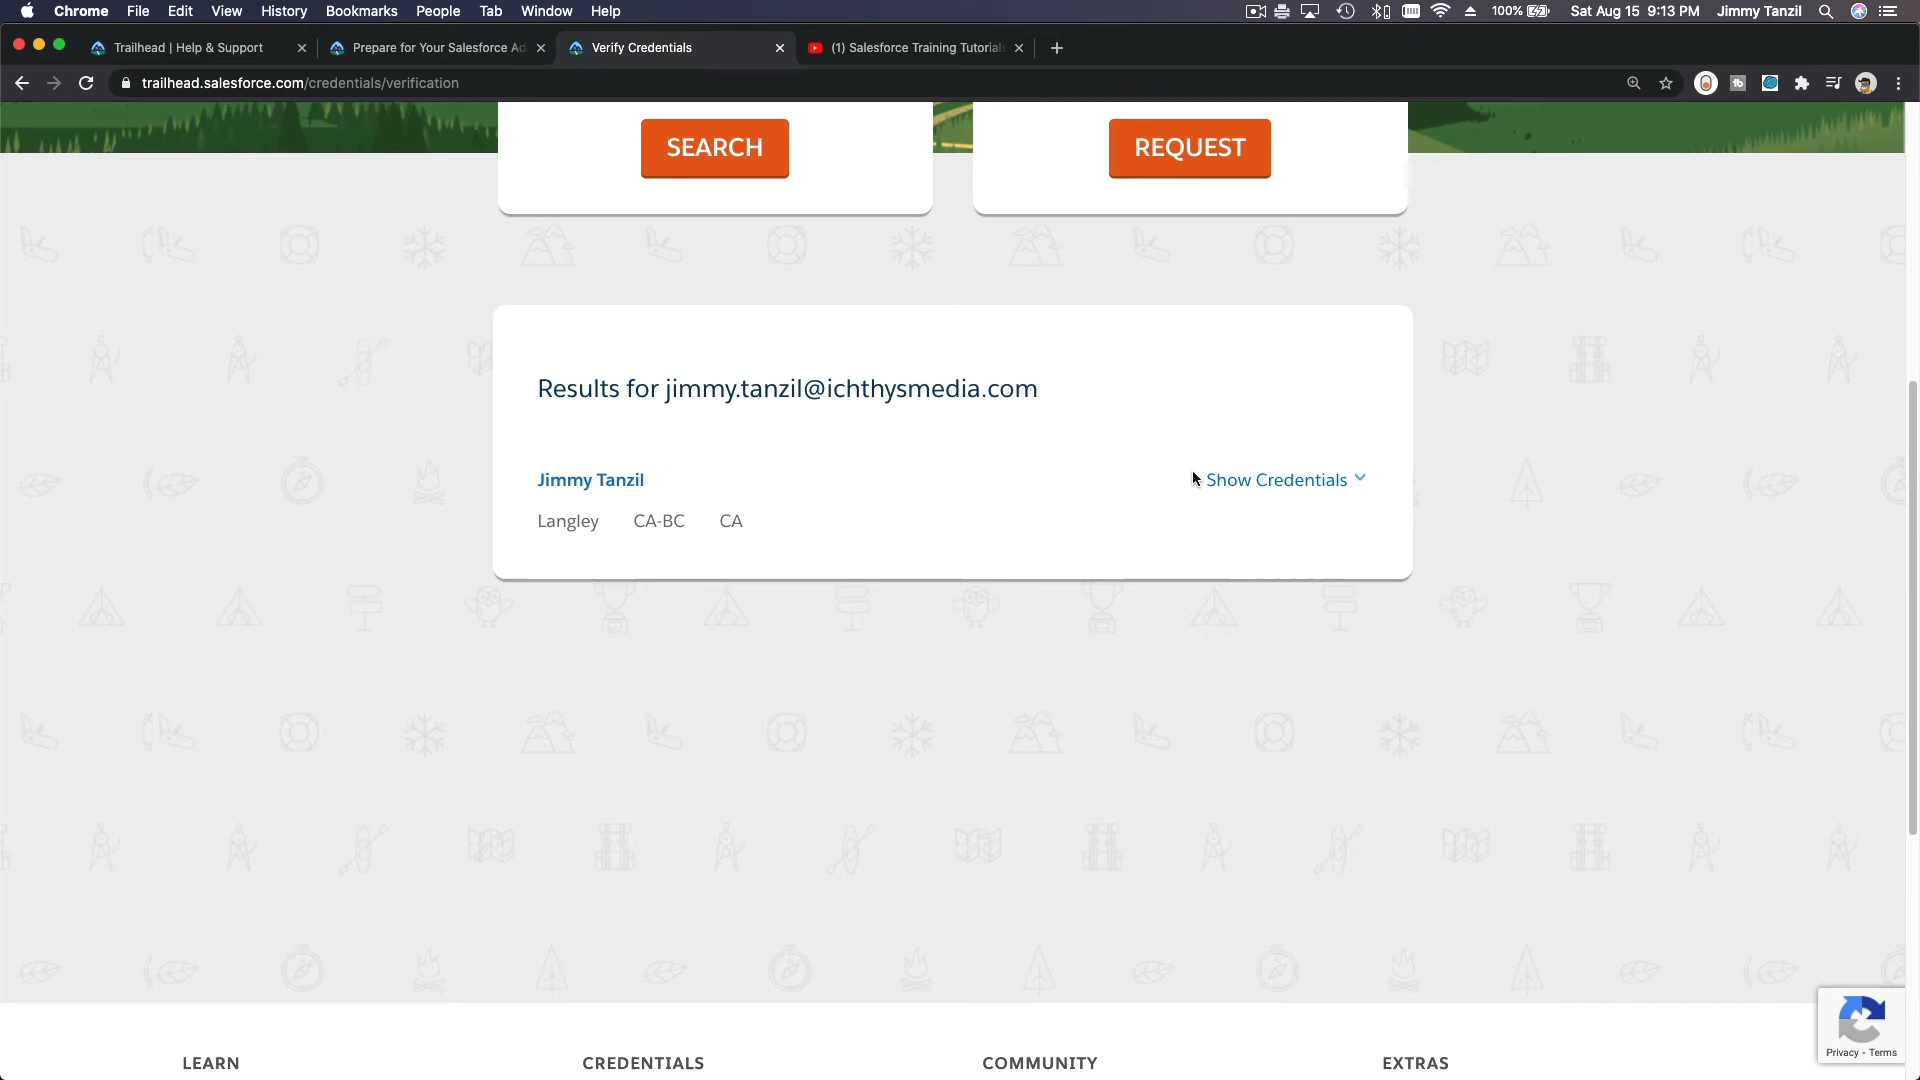 Chrome File Edit View History Bookmarks People Tab Window Help 100% Sat Aug 15 9:13 PM Jimmy Tanzil
Trailhead | Help & Support
Prepare for Your Salesforce Ad
Verify Credentials
(1) Salesforce Training Tutorials
trailhead.salesforce.com/credentials/verification
SEARCH
REQUEST
Results for jimmy.tanzil@ichthysmedia.com
Jimmy Tanzil
Show Credentials
Langley CA-BC CA
Privacy - Terms
LEARN
CREDENTIALS
COMMUNITY
EXTRAS